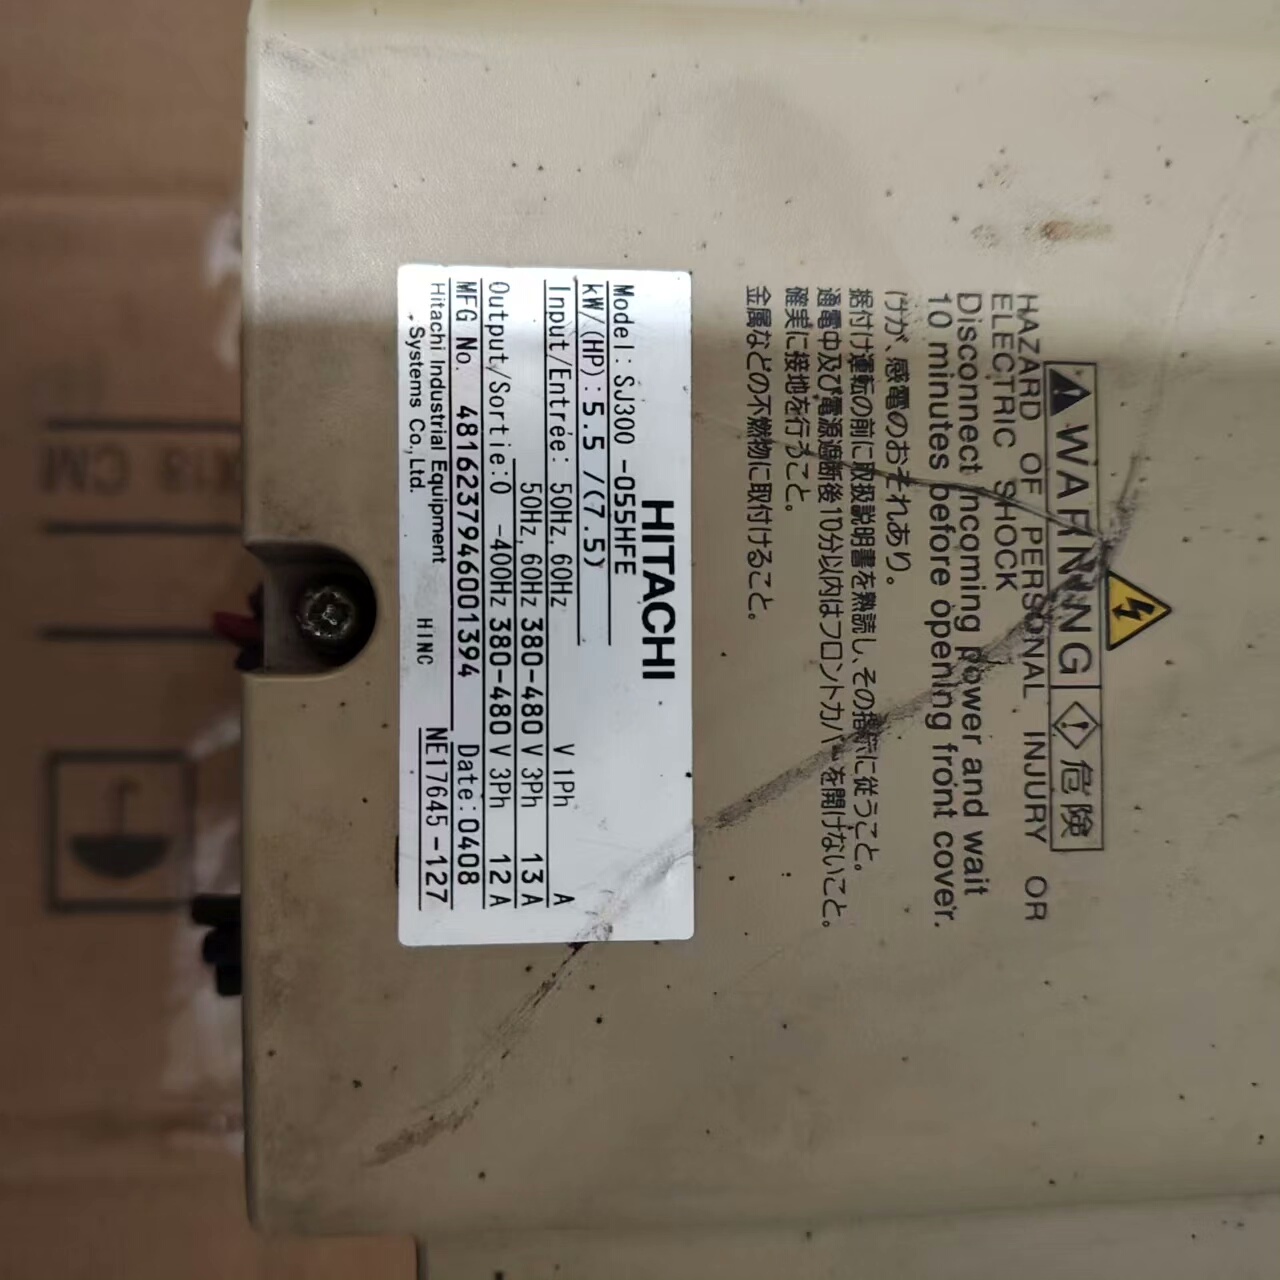 WARNING 危険
HAZARD OF PERSONAL INJURY OR
ELECTRIC SHOCK
Disconnect incoming power and wait
10 minutes before opening front cover.
けが、感電のおそれあり。
据付け運転の前に取扱説明書を熟読し、その指示に従うこと。
通電中及び電源遮断後10分以内はフロントカバーを開けないこと。
確実に接地を行うこと。
金属などの不燃物に取付けること。
HITACHI
Model: SJ300 -055HFE
kW/(HP): 5.5 /(7.5)
Input/Entrée: 50Hz, 60Hz V 1Ph A
50Hz, 60Hz 380-480 V 3Ph 13 A
Output/Sortie: 0 -400Hz 380-480 V 3Ph 12 A
MFG No. 4816237946001394 Date: 0408
Hitachi Industrial Equipment
Systems Co., Ltd. HINC NE17645-127
X18 CM